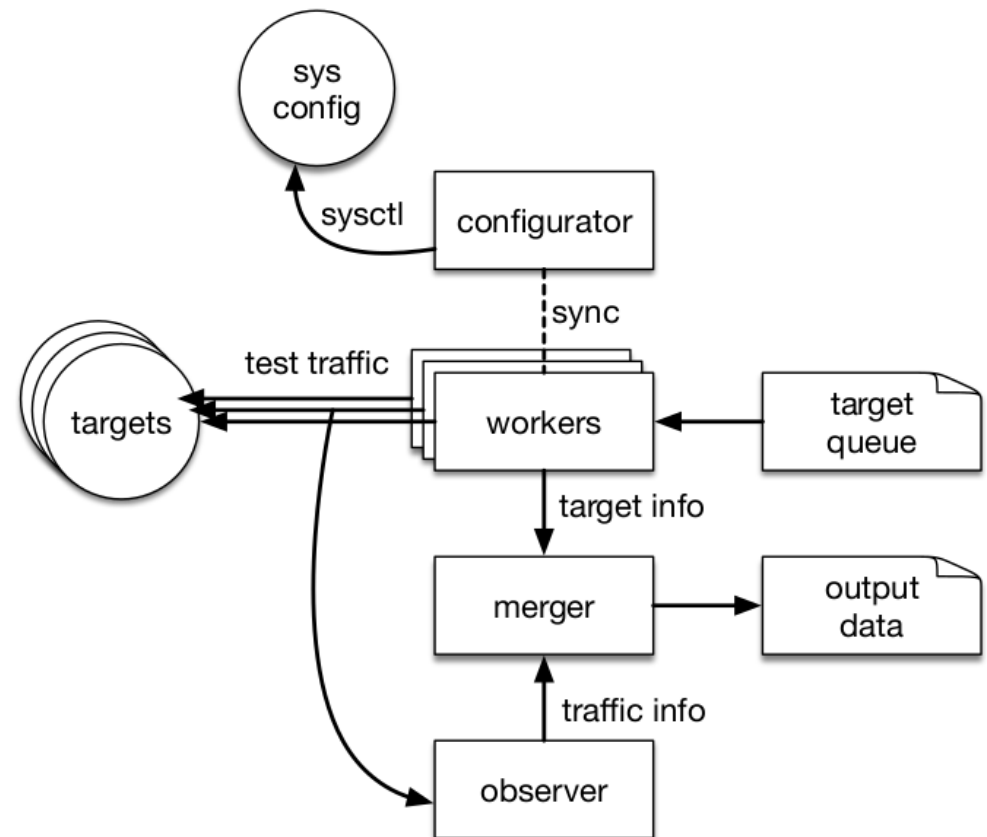 sys
config
sysctl
configurator
sync
test traffic
targets
workers
target
queue
target info
merger
output
data
traffic info
observer